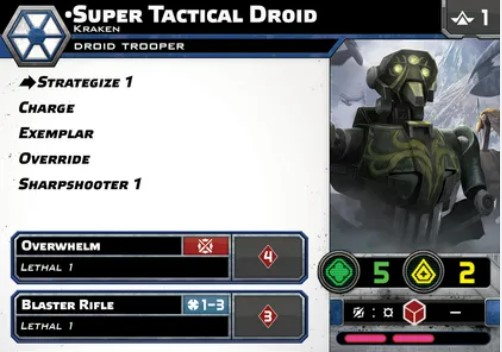 •Super Tactical Droid
Kraken
1
Droid Trooper
Strategize 1
Charge
Exemplar
Override
Sharpshooter 1
Overwhelm
4
Lethal 1
5
2
Blaster Rifle
1-3
3
Lethal 1
: –